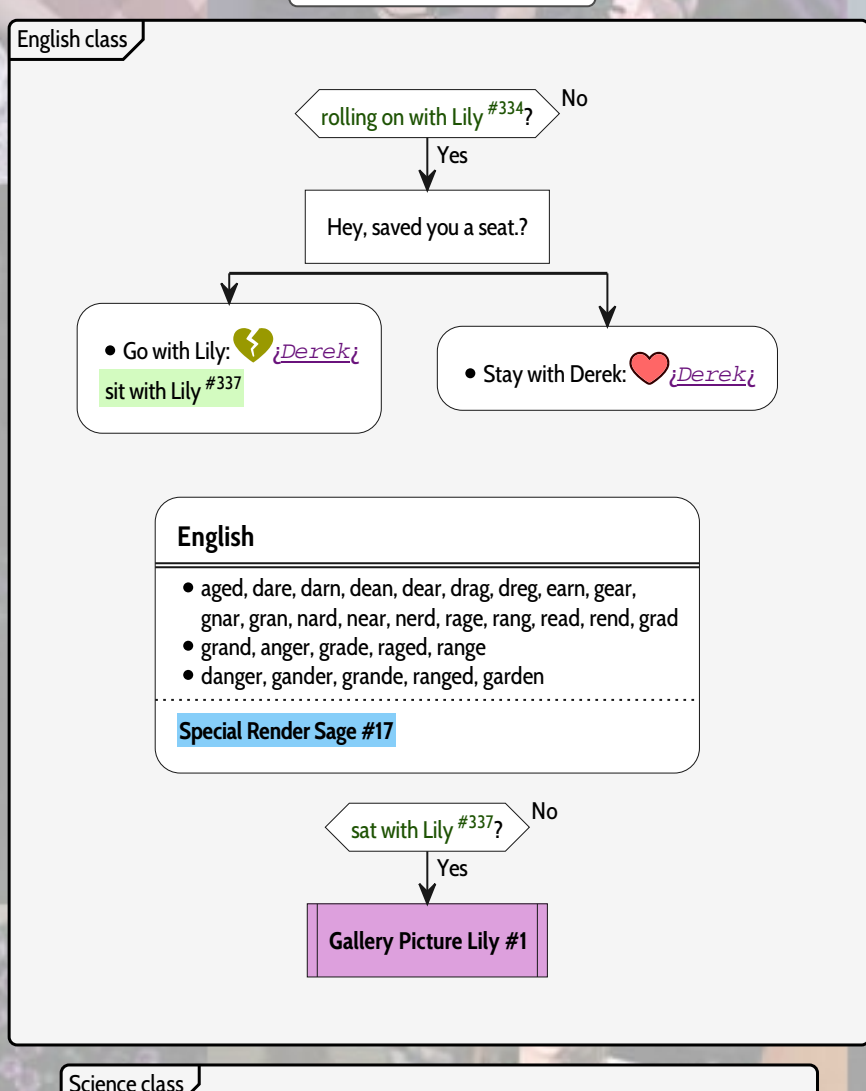 English class
rolling on with Lily #334?
No
Yes
Hey, saved you a seat.?
• Go with Lily: ¿Derek¿
sit with Lily #337
• Stay with Derek: ¿Derek¿
English
• aged, dare, darn, dean, dear, drag, dreg, earn, gear,
gnar, gran, nard, near, nerd, rage, rang, read, rend, grad
• grand, anger, grade, raged, range
• danger, gander, grande, ranged, garden
Special Render Sage #17
sat with Lily #337?
No
Yes
Gallery Picture Lily #1
Science class